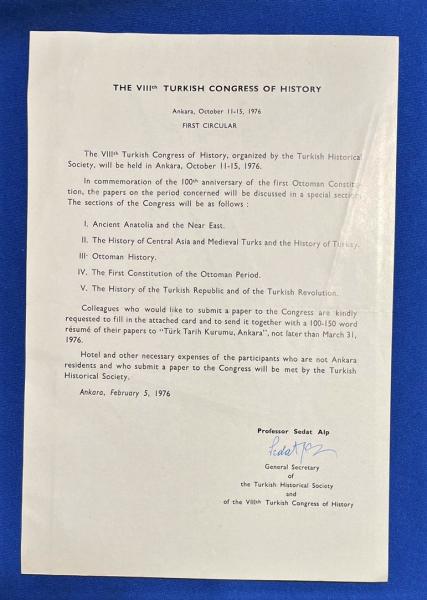 THE VIIIth TURKISH CONGRESS OF HISTORY
Ankara, October 11-15, 1976
FIRST CIRCULAR
The VIIIth Turkish Congress of History, organized by the Turkish Historical
Society, will be held in Ankara, October 11-15, 1976.
In commemoration of the 100th anniversary of the first Ottoman Constitu-
tion, the papers on the period concerned will be discussed in a special section.
The sections of the Congress will be as follows :
I. Ancient Anatolia and the Near East.
II. The History of Central Asia and Medieval Turks and the History of Turkey.
III· Ottoman History.
IV. The First Constitution of the Ottoman Period.
V. The History of the Turkish Republic and of the Turkish Revolution.
Colleagues who would like to submit a paper to the Congress are kindly
requested to fill in the attached card and to send it together with a 100-150 word
résumé of their papers to "Türk Tarih Kurumu, Ankara", not later than March 31,
1976.
Hotel and other necessary expenses of the participants who are not Ankara
residents and who submit a paper to the Congress will be met by the Turkish
Historical Society.
Ankara, February 5, 1976
Professor Sedat Alp
Sedat Alp
General Secretary
of
the Turkish Historical Society
and
of the VIIIth Turkish Congress of History